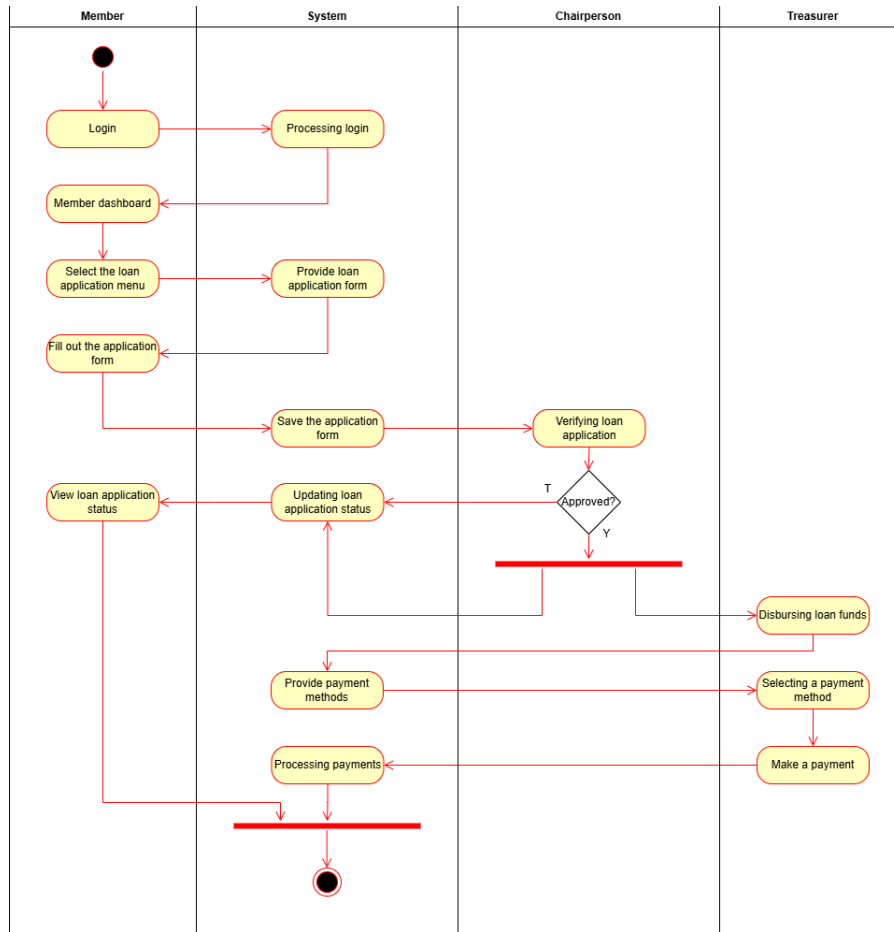 Member
System
Chairperson
Treasurer
Login
Processing login
Member dashboard
Select the loan
application menu
Provide loan
application form
Fill out the application
form
Save the application
form
Verifying loan
application
View loan application
status
Updating loan
application status
T
Approved?
Y
Disbursing loan funds
Provide payment
methods
Selecting a payment
method
Processing payments
Make a payment